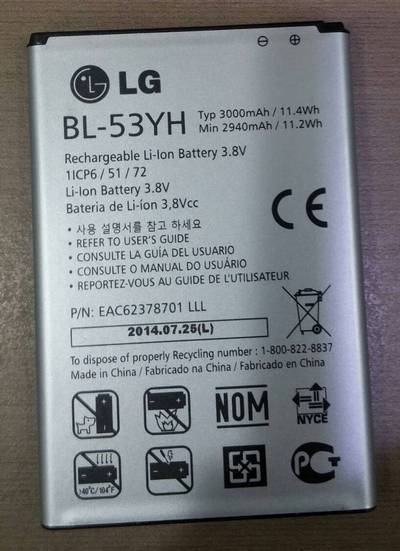 LG
BL-53YH
Typ 3000mAh / 11.4Wh
Min 2940mAh / 11.2Wh
Rechargeable Li-Ion Battery 3.8V
1ICP6 / 51 / 72
Li-Ion Battery 3.8V
Bateria de Li-íon 3,8Vcc
CE
• 사용 설명서를 참고 하세요
• REFER TO USER'S GUIDE
• CONSULTE LA GUÍA DEL USUARIO
• CONSULTE O MANUAL DO USUÁRIO
• REPORTEZ-VOUS AU GUIDE DE L'UTILISATEUR
P/N: EAC62378701 LLL
2014.07.25(L)
To dispose of properly Recycling number : 1-800-822-8837
Made in China / Fabricado na China / Fabricado en China
NOM
NYCE
>40°C / 104°F